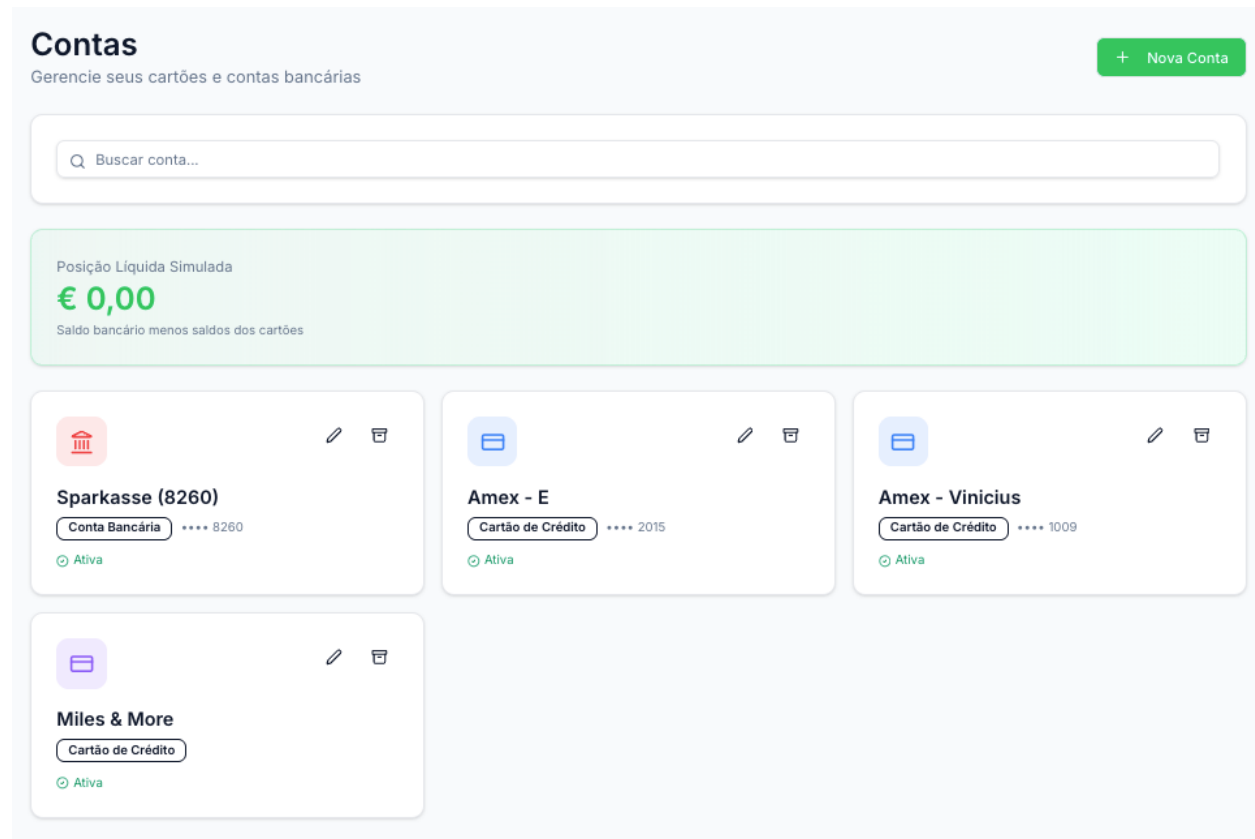 Contas
Gerencie seus cartões e contas bancárias
+ Nova Conta
Buscar conta...
Posição Líquida Simulada
€ 0,00
Saldo bancário menos saldos dos cartões
Sparkasse (8260)
Conta Bancária •••• 8260
Ativa
Amex - E
Cartão de Crédito •••• 2015
Ativa
Amex - Vinicius
Cartão de Crédito •••• 1009
Ativa
Miles & More
Cartão de Crédito
Ativa